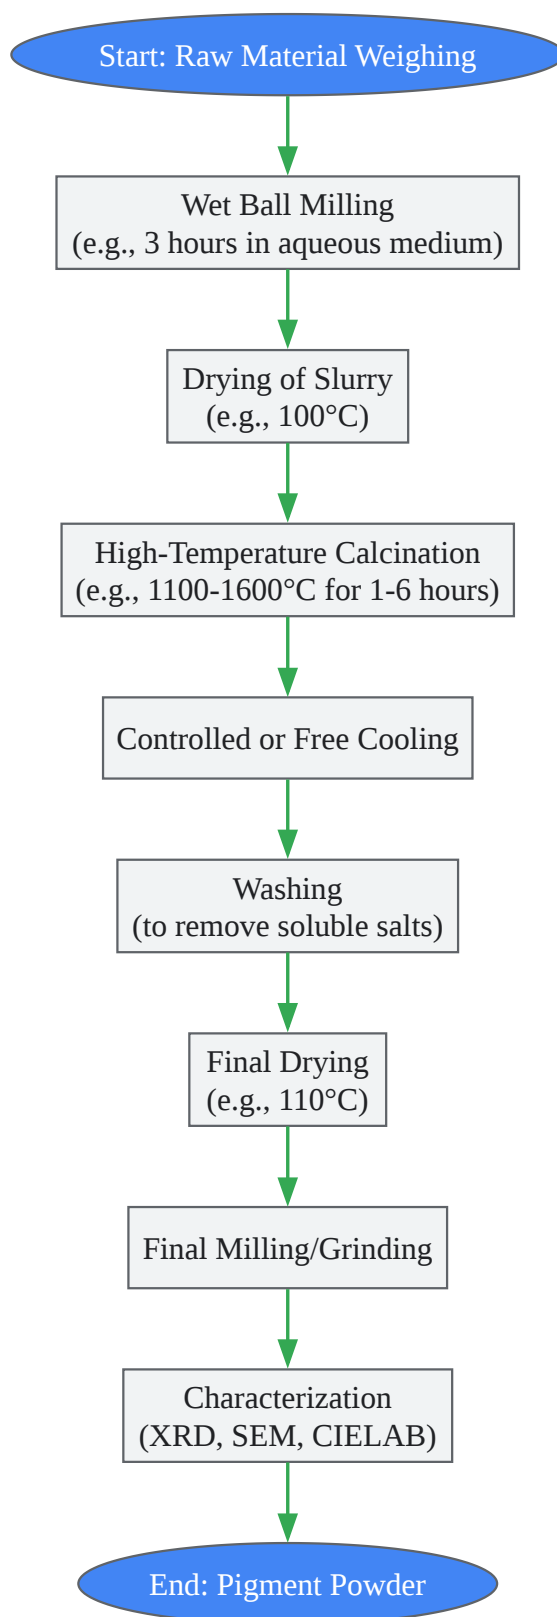 Start: Raw Material Weighing
Wet Ball Milling
(e.g., 3 hours in aqueous medium)
Drying of Slurry
(e.g., 100°C)
High-Temperature Calcination
(e.g., 1100-1600°C for 1-6 hours)
Controlled or Free Cooling
Washing
(to remove soluble salts)
Final Drying
(e.g., 110°C)
Final Milling/Grinding
Characterization
(XRD, SEM, CIELAB)
End: Pigment Powder